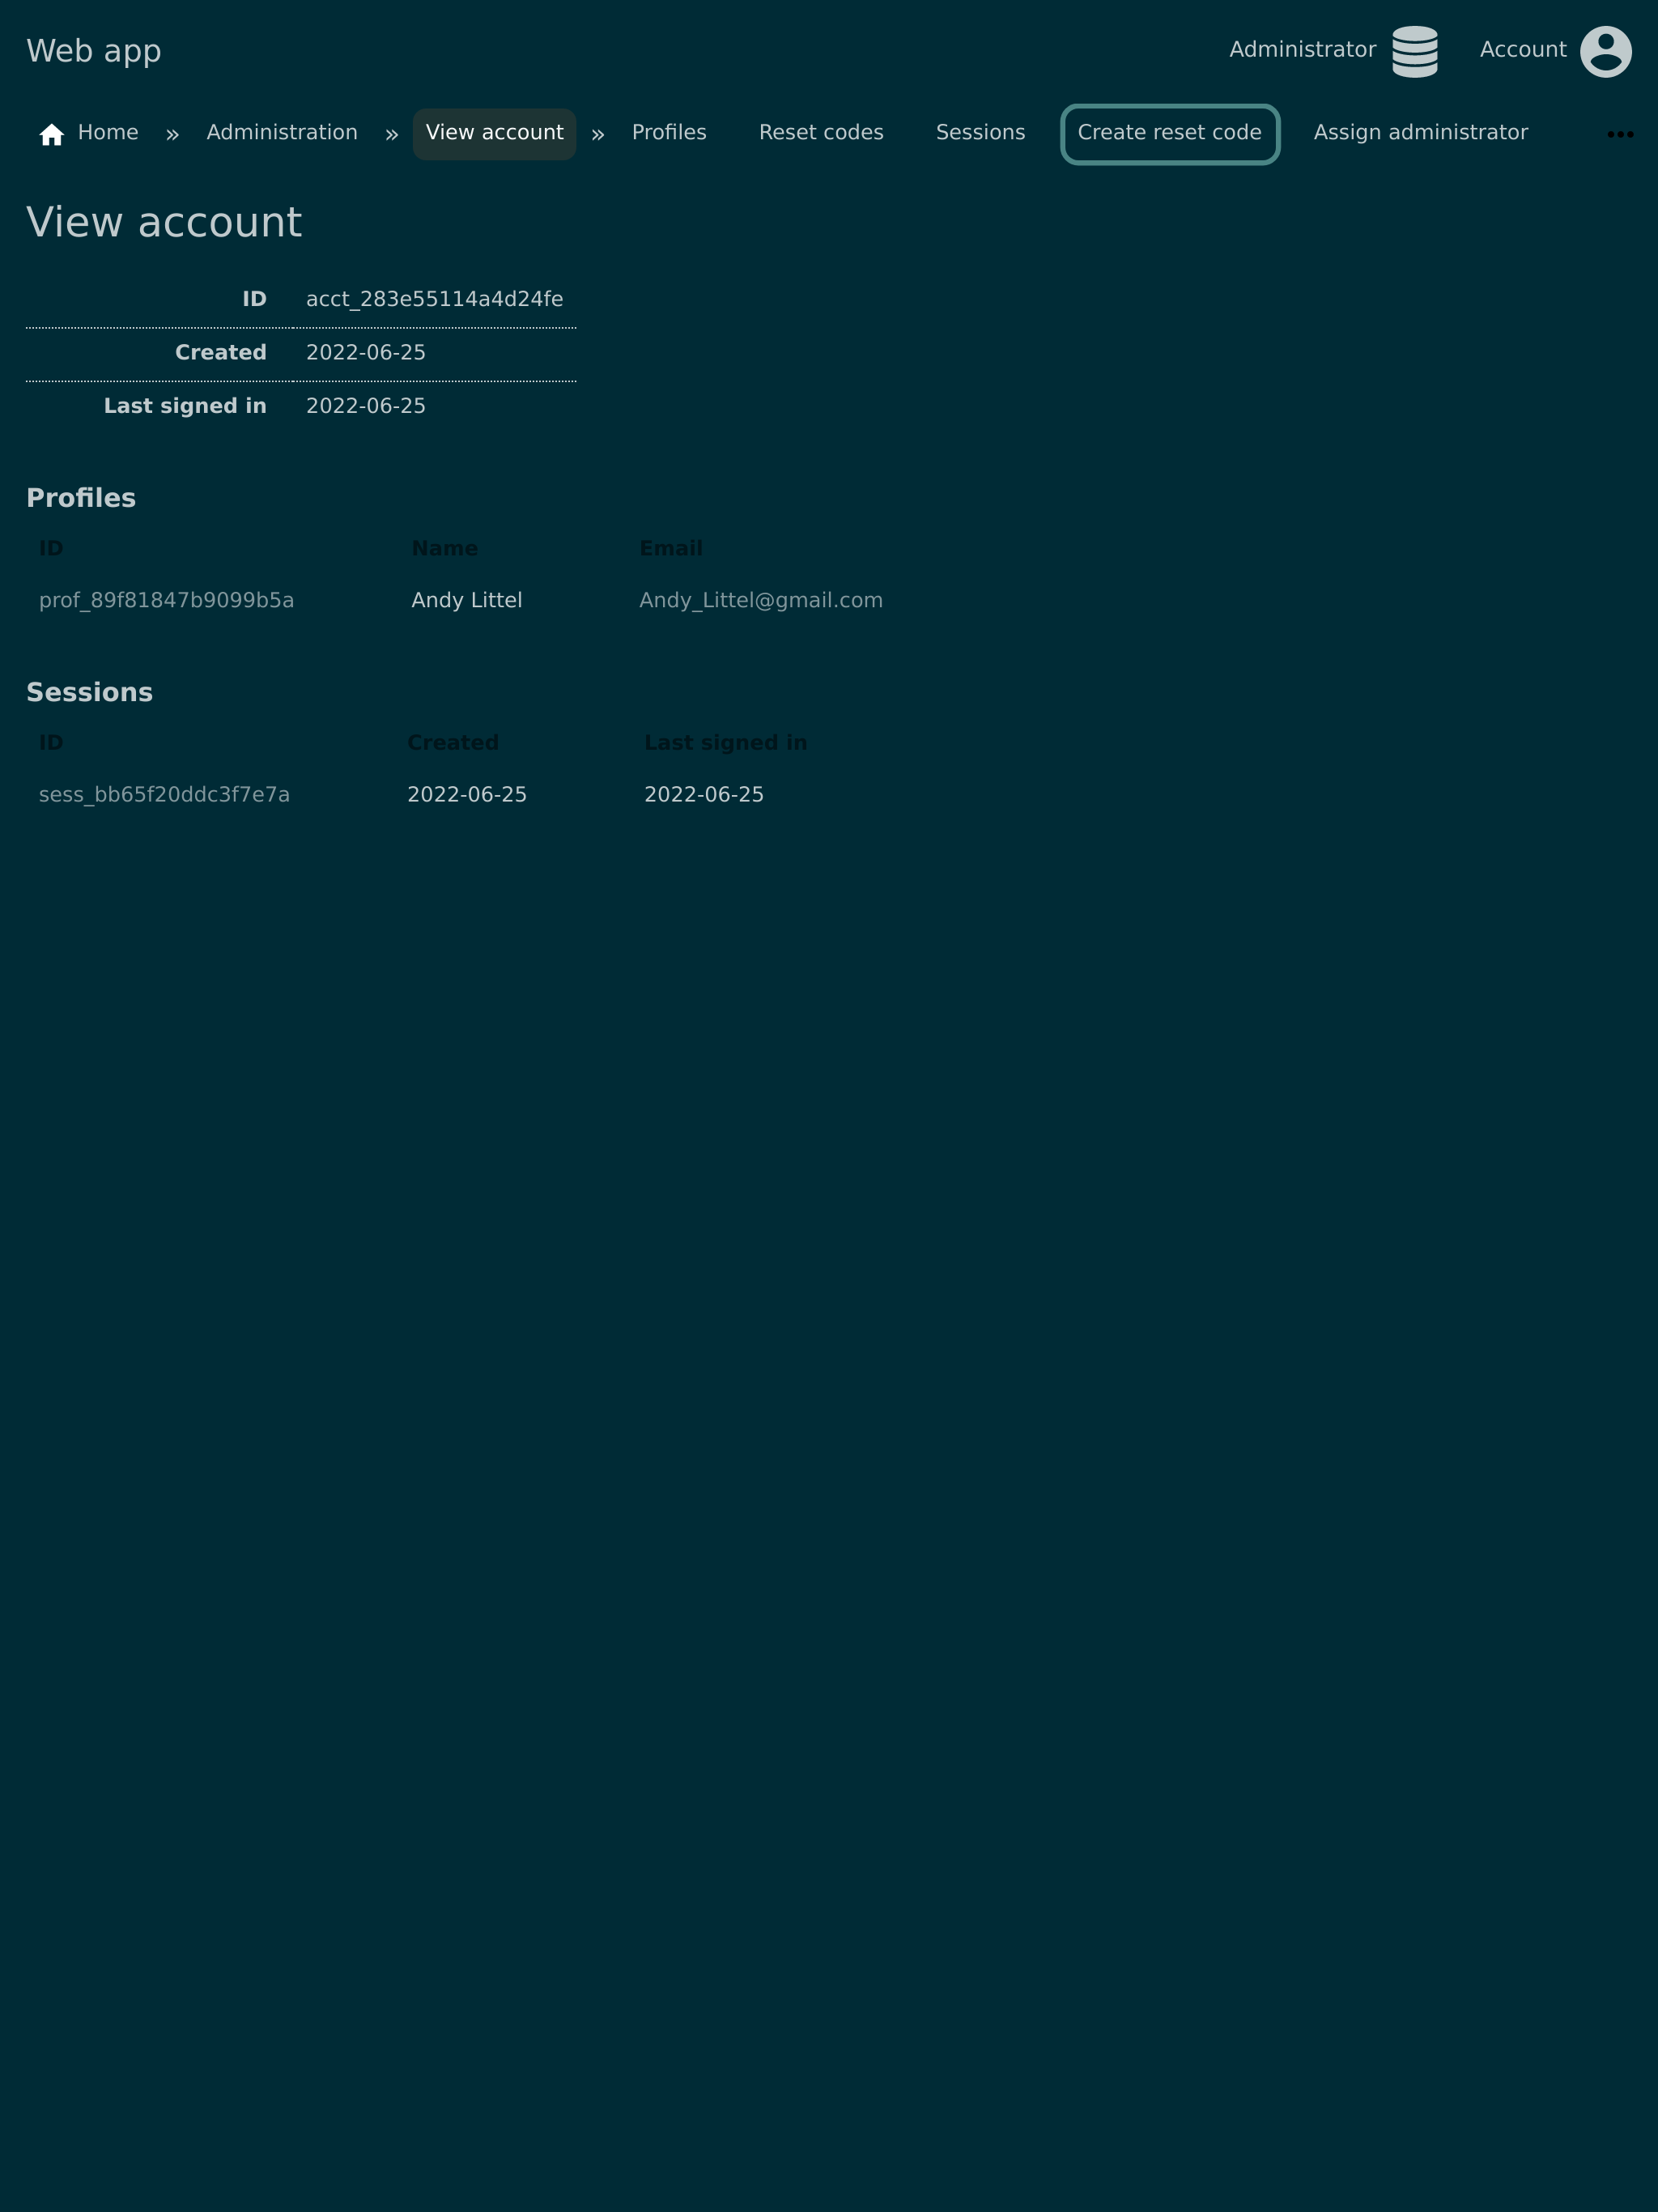 Web app
Administrator
Account
Home » Administration » View account » Profiles Reset codes Sessions Create reset code Assign administrator
View account
ID acct_283e55114a4d24fe
Created 2022-06-25
Last signed in 2022-06-25
Profiles
ID Name Email
prof_89f81847b9099b5a Andy Littel Andy_Littel@gmail.com
Sessions
ID Created Last signed in
sess_bb65f20ddc3f7e7a 2022-06-25 2022-06-25